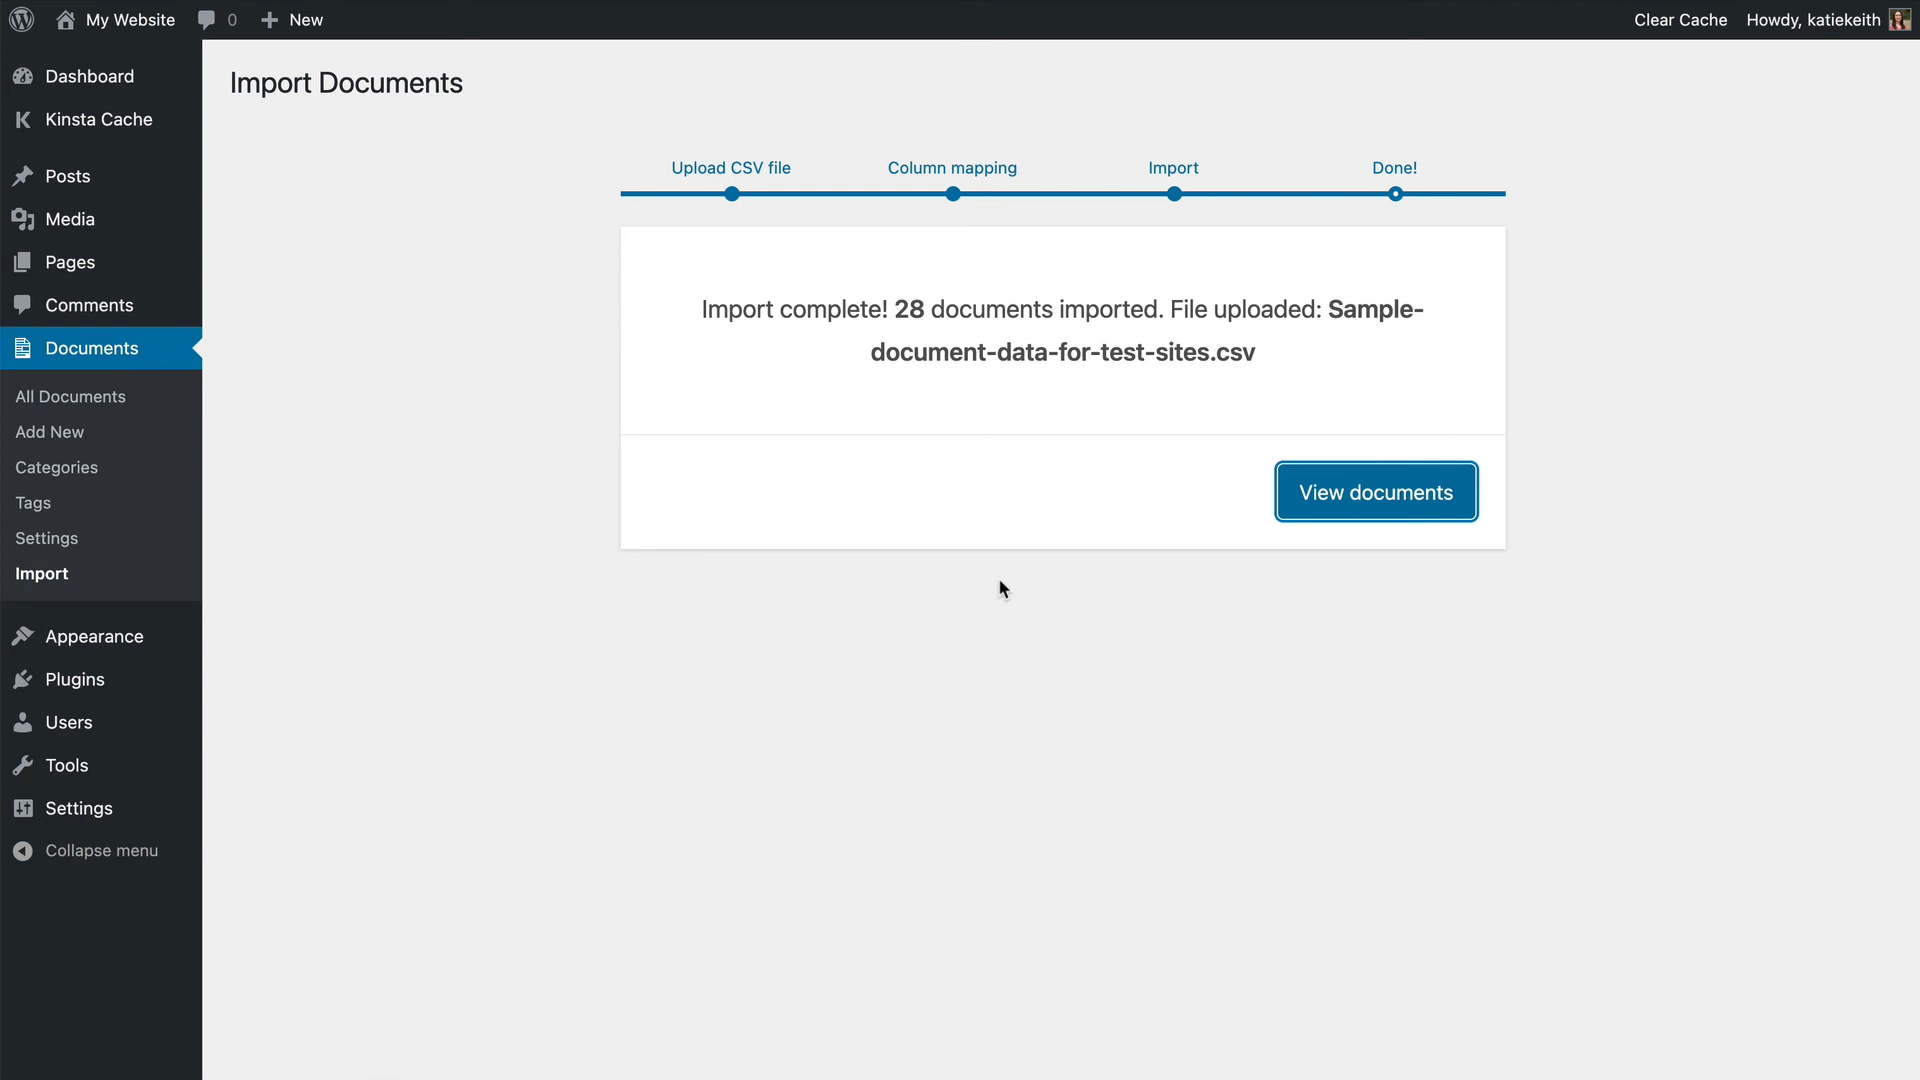 My Website
0
New
Clear Cache
Howdy, katiekeith
Dashboard
Kinsta Cache
Posts
Media
Pages
Comments
Documents
All Documents
Add New
Categories
Tags
Settings
Import
Appearance
Plugins
Users
Tools
Settings
Collapse menu
Import Documents
Upload CSV file
Column mapping
Import
Done!
Import complete! 28 documents imported. File uploaded: Sample-
document-data-for-test-sites.csv
View documents